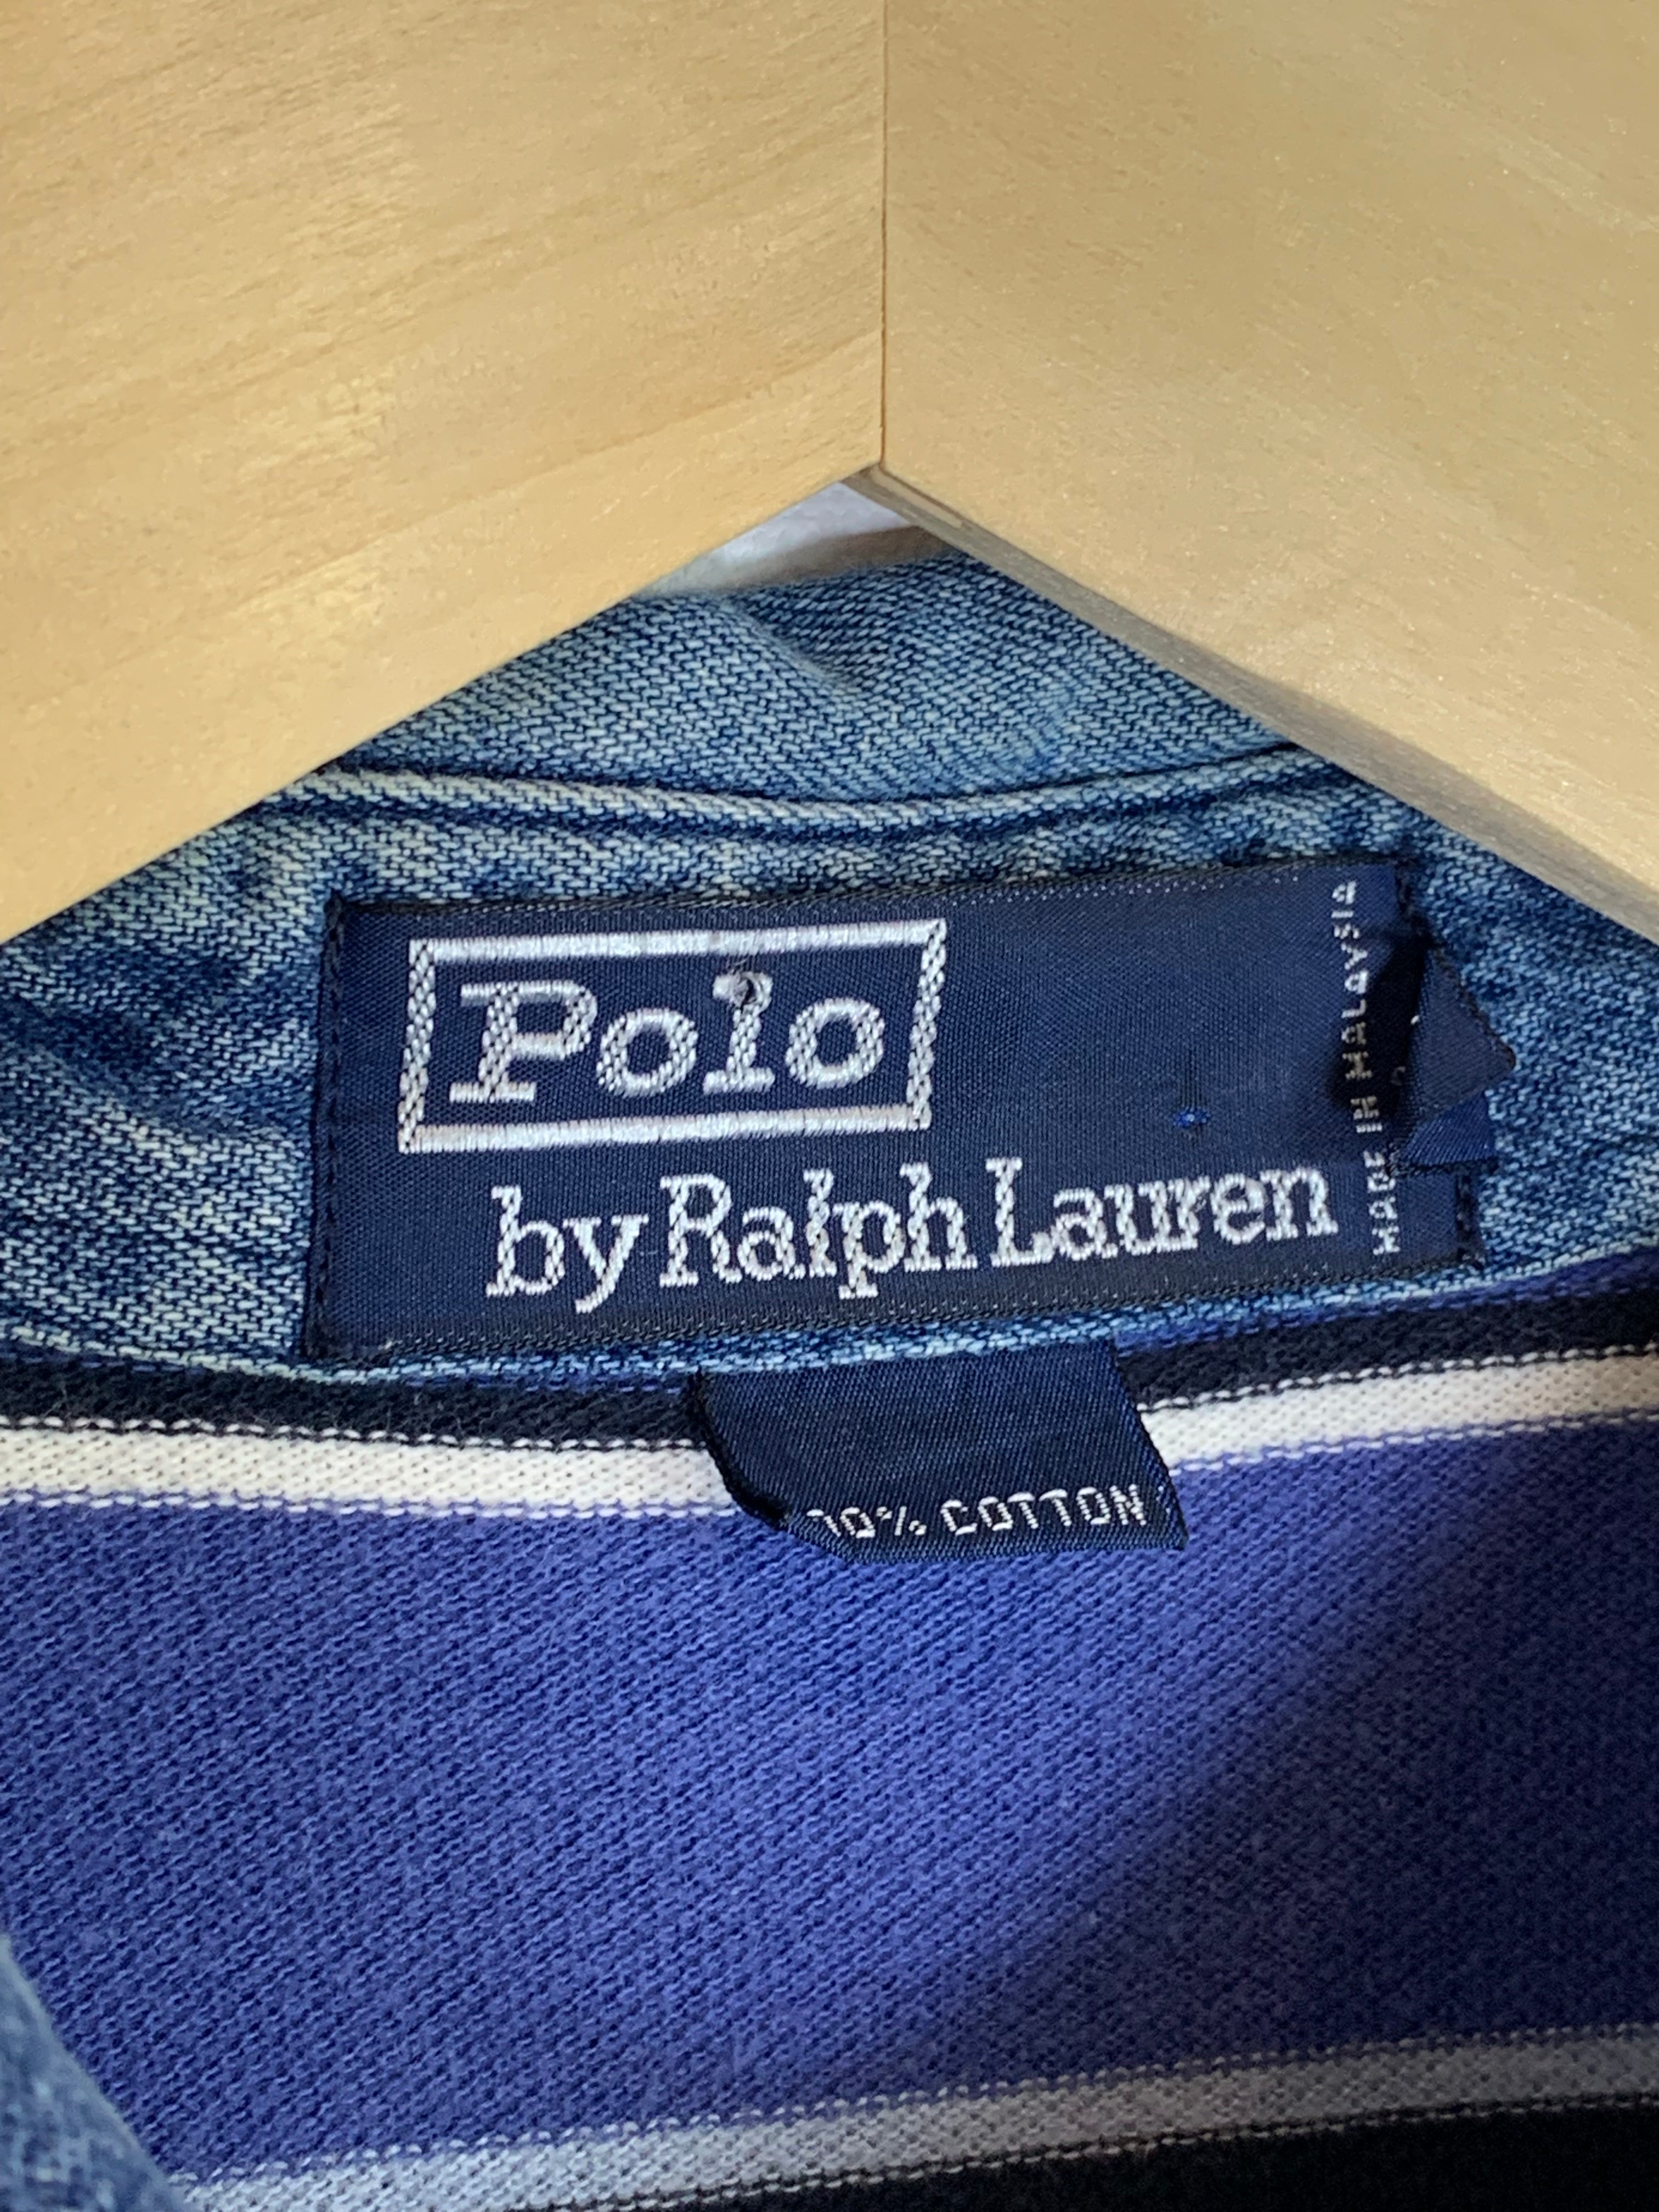 Polo
by Ralph Lauren
MADE IN MALAYSIA
COTTON